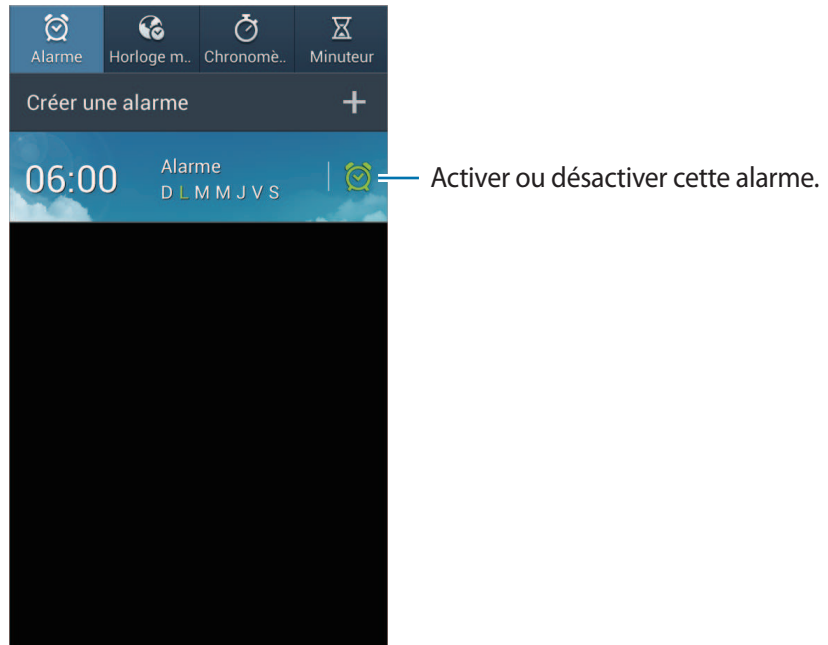 Alarme Horloge m.. Chronomè.. Minuteur
Créer une alarme
06:00 Alarme
D L M M J V S
Activer ou désactiver cette alarme.